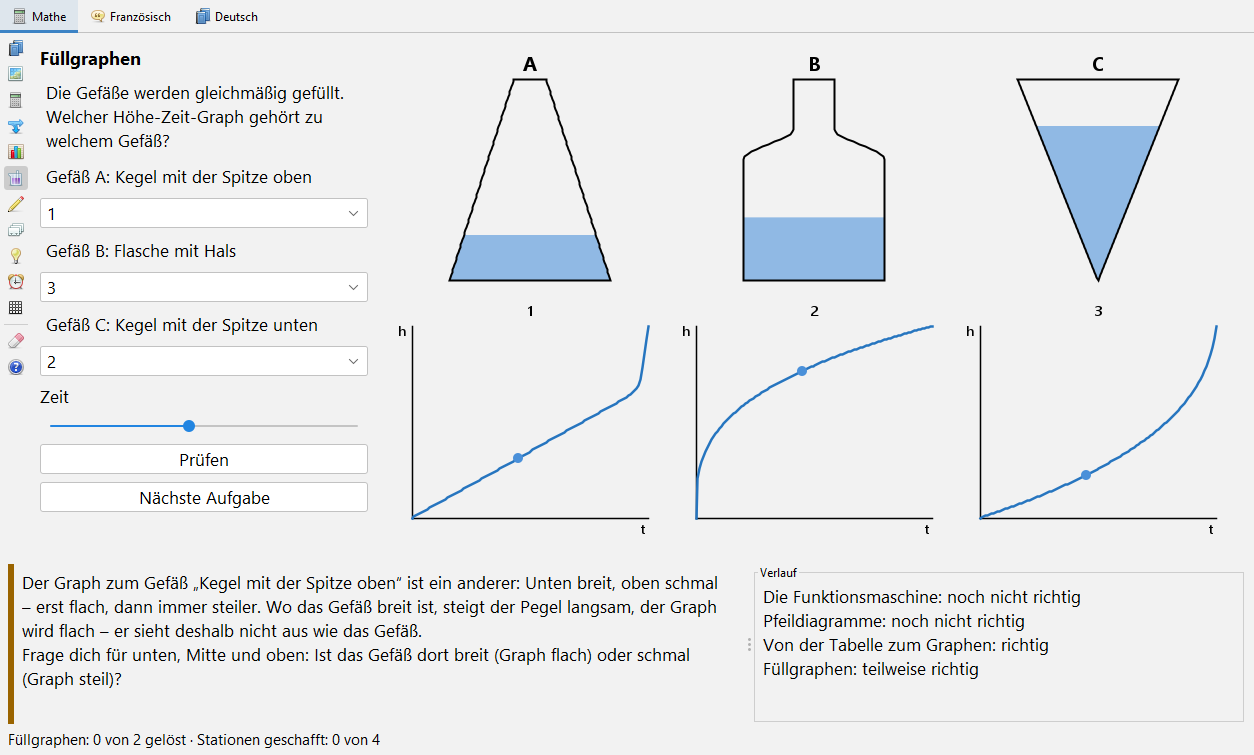 Mathe
Französisch
Deutsch
Füllgraphen
Die Gefäße werden gleichmäßig gefüllt.
Welcher Höhe-Zeit-Graph gehört zu
welchem Gefäß?
Gefäß A: Kegel mit der Spitze oben
1
Gefäß B: Flasche mit Hals
3
Gefäß C: Kegel mit der Spitze unten
2
Zeit
Prüfen
Nächste Aufgabe
A
B
C
1
h
t
2
h
t
3
h
t
Der Graph zum Gefäß „Kegel mit der Spitze oben“ ist ein anderer: Unten breit, oben schmal
– erst flach, dann immer steiler. Wo das Gefäß breit ist, steigt der Pegel langsam, der Graph
wird flach – er sieht deshalb nicht aus wie das Gefäß.
Frage dich für unten, Mitte und oben: Ist das Gefäß dort breit (Graph flach) oder schmal
(Graph steil)?
Verlauf
Die Funktionsmaschine: noch nicht richtig
Pfeildiagramme: noch nicht richtig
Von der Tabelle zum Graphen: richtig
Füllgraphen: teilweise richtig
Füllgraphen: 0 von 2 gelöst · Stationen geschafft: 0 von 4